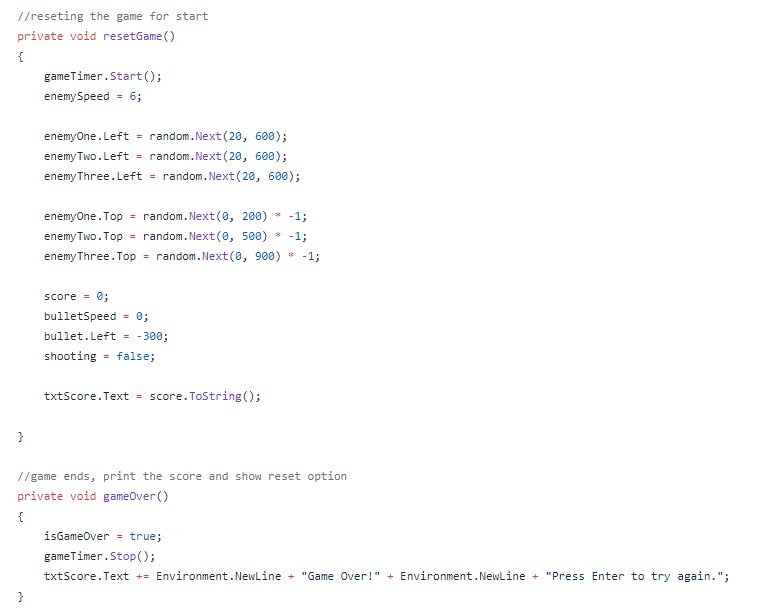 //reseting the game for start
private void resetGame()
{
    gameTimer.Start();
    enemySpeed = 6;

    enemyOne.Left = random.Next(20, 600);
    enemyTwo.Left = random.Next(20, 600);
    enemyThree.Left = random.Next(20, 600);

    enemyOne.Top = random.Next(0, 200) * -1;
    enemyTwo.Top = random.Next(0, 500) * -1;
    enemyThree.Top = random.Next(0, 900) * -1;

    score = 0;
    bulletSpeed = 0;
    bullet.Left = -300;
    shooting = false;

    txtScore.Text = score.ToString();

}

//game ends, print the score and show reset option
private void gameOver()
{
    isGameOver = true;
    gameTimer.Stop();
    txtScore.Text += Environment.NewLine + "Game Over!" + Environment.NewLine + "Press Enter to try again.";
}